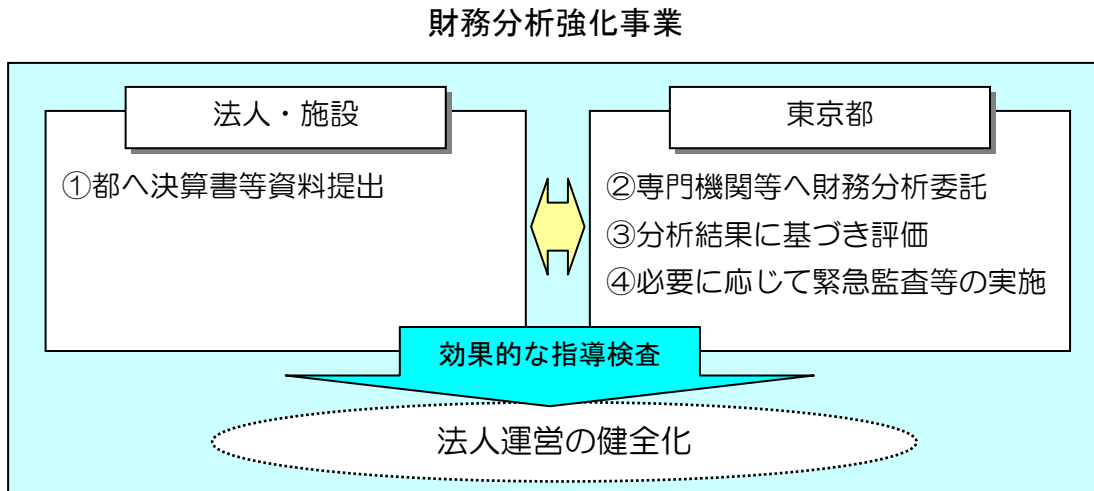 財務分析強化事業
法人・施設
①都へ決算書等資料提出
東京都
②専門機関等へ財務分析委託
③分析結果に基づき評価
④必要に応じて緊急監査等の実施
効果的な指導検査
法人運営の健全化